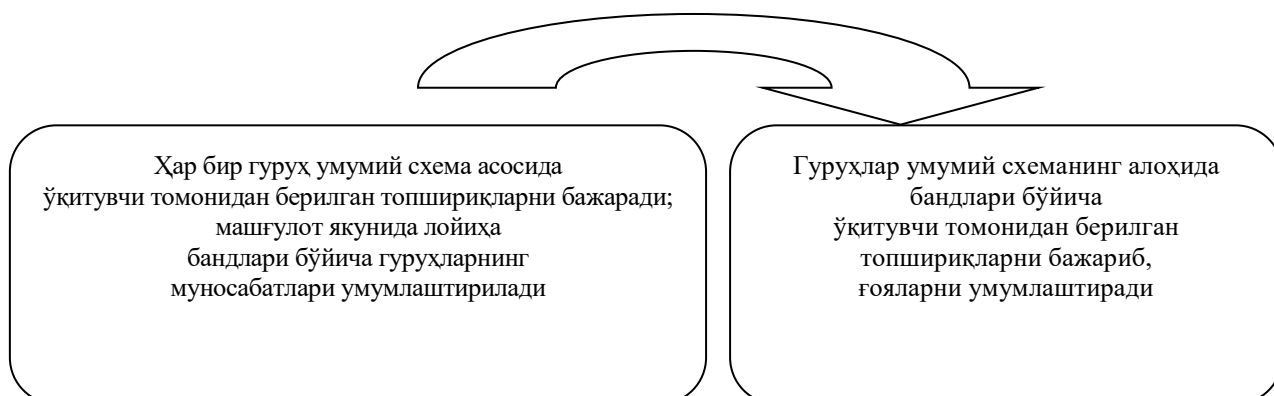 Ҳар бир гуруҳ умумий схема асосида
ўқитувчи томонидан берилган топшириқларни бажаради;
машғулот якунида лойиҳа
бандлари бўйича гуруҳларнинг
муносабатлари умумлаштирилади
Гуруҳлар умумий схеманинг алоҳида
бандлари бўйича
ўқитувчи томонидан берилган
топшириқларни бажариб,
ғояларни умумлаштиради